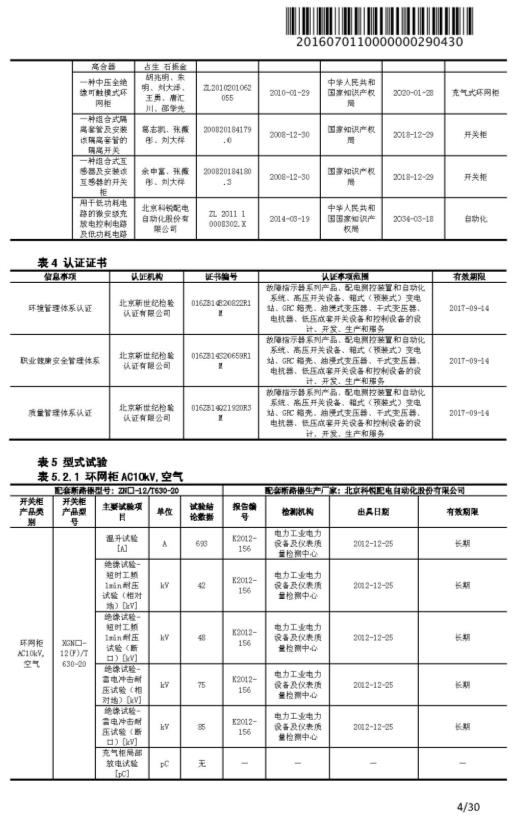 20160701100000000290430
离合器 占生 石振金
一种中压全绝缘可触摸式环网柜 胡兆明、朱明、刘大泽、王勇、唐汇川、邵学先 ZL2010201062055 2010-01-29 中华人民共和国国家知识产权局 2020-01-28 充气式环网柜
一种组合式隔离套管及安装该隔离套管的隔离开关 葛志凯、张薇彤、刘大祥 200820184179.0 2008-12-30 国家知识产权局 2018-12-29 开关柜
一种组合式互感器及安装该互感器的开关柜 余申富、张薇彤、刘大祥 200820184180.3 2008-12-30 国家知识产权局 2018-12-29 开关柜
用于低功耗电路的微安级充放电控制电路及低功耗电路 北京科锐配电自动化股份有限公司 ZL 2011 1 0008302.X 2014-03-19 中华人民共和国国家知识产权局 2034-03-18 自动化
表 4 认证证书
信息事项 认证机构 证书编号 认证事项范围 有效期限
环境管理体系认证 北京新世纪检验认证有限公司 016ZB14E20822R1M 故障指示器系列产品、配电测控装置和自动化系统、高压开关设备、箱式（预装式）变电站、GRC 箱壳、油浸式变压器、干式变压器、电抗器、低压成套开关设备和控制设备的设计、开发、生产和服务 2017-09-14
职业健康安全管理体系 北京新世纪检验认证有限公司 016ZB14S20659R1M 故障指示器系列产品、配电测控装置和自动化系统、高压开关设备、箱式（预装式）变电站、GRC 箱壳、油浸式变压器、干式变压器、电抗器、低压成套开关设备和控制设备的设计、开发、生产和服务 2017-09-14
质量管理体系认证 北京新世纪检验认证有限公司 016ZB14Q21920R3M 故障指示器系列产品、配电测控装置和自动化系统、高压开关设备、箱式（预装式）变电站、GRC 箱壳、油浸式变压器、干式变压器、电抗器、低压成套开关设备和控制设备的设计、开发、生产和服务 2017-09-14
表 5 型式试验
表 5.2.1 环网柜 AC10kV,空气
配套断路器型号: ZN□-12/T630-20 配套断路器生产厂家: 北京科锐配电自动化股份有限公司
开关柜产品类别 开关柜产品型号 主要试验项目 单位 试验结论数据 报告编号 检测机构 出具日期 有效期限
环网柜 AC10kV,空气 XGN□-12(F)/T630-20 温升试验[A] A 693 K2012-156 电力工业电力设备及仪表质量检测中心 2012-12-25 长期
绝缘试验-短时工频1min耐压试验（相对地）[kV] kV 42 K2012-156 电力工业电力设备及仪表质量检测中心 2012-12-25 长期
绝缘试验-短时工频1min耐压试验（断口）[kV] kV 48 K2012-156 电力工业电力设备及仪表质量检测中心 2012-12-25 长期
绝缘试验-雷电冲击耐压试验（相对地）[kV] kV 75 K2012-156 电力工业电力设备及仪表质量检测中心 2012-12-25 长期
绝缘试验-雷电冲击耐压试验（断口）[kV] kV 85 K2012-156 电力工业电力设备及仪表质量检测中心 2012-12-25 长期
充气柜局部放电试验[pC] pC 无 — — — —
4/30